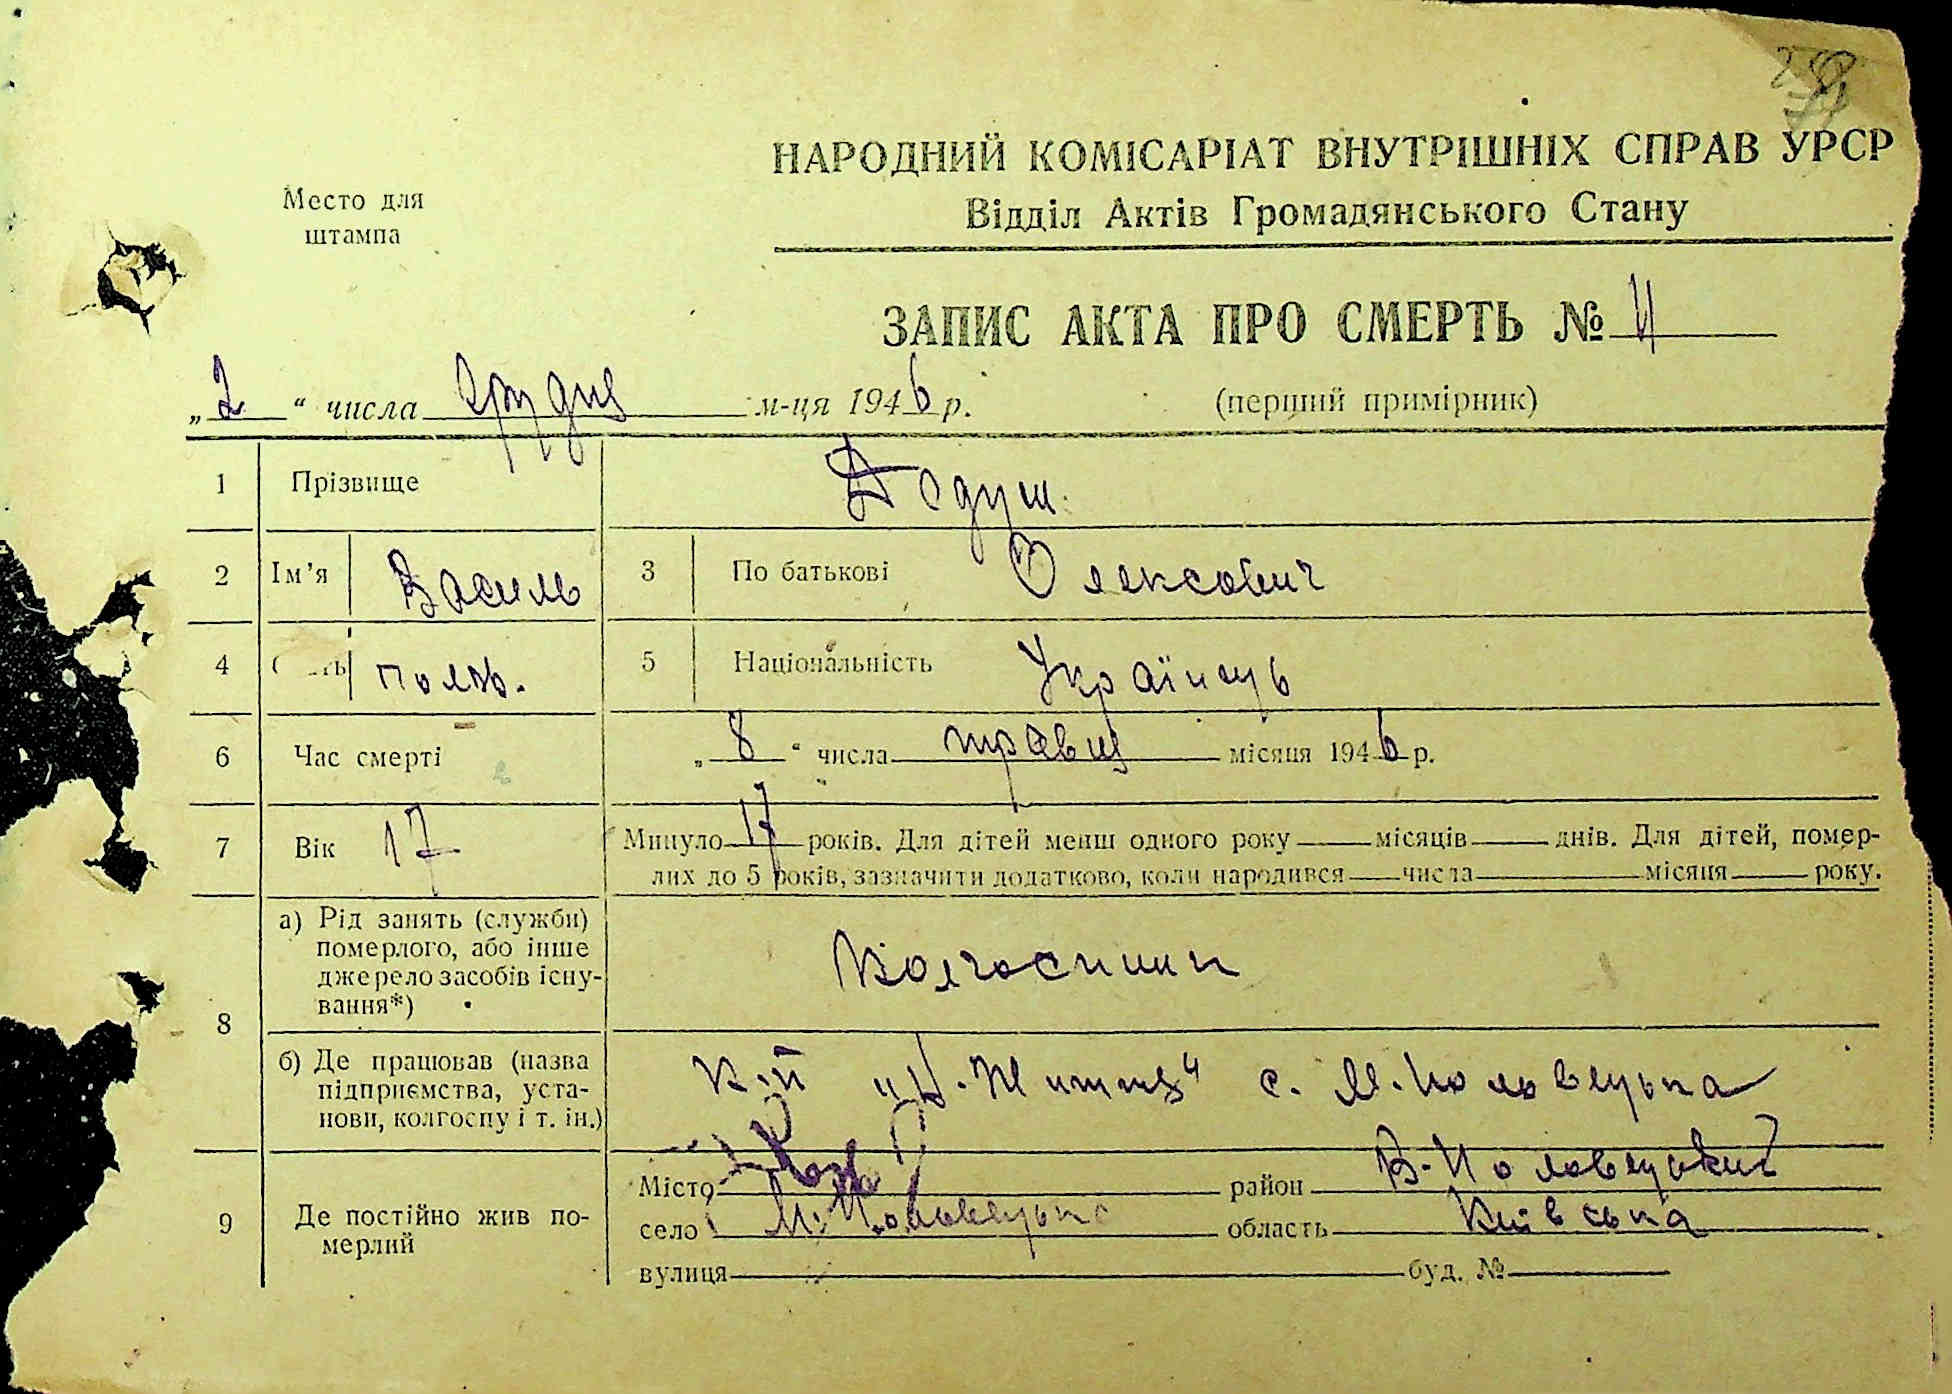 НАРОДНИЙ КОМІСАРІАТ ВНУТРІШНІХ СПРАВ УРСР
Відділ Актів Громадянського Стану
Место для
штампа
ЗАПИС АКТА ПРО СМЕРТЬ № 11
„2“ числа грудня м-ця 1946 р.
(перший примірник)
1 Прізвище Дедуш.
2 Ім’я Василь 3 По батькові Олексович
4 5 Національність Українець
6 Час смерті „8“ числа травня місяця 1946 р.
7 Вік 17 Минуло 17 років. Для дітей менш одного року місяців днів. Для дітей, помер-
лих до 5 років, зазначити додатково, коли народився числа місяця року.
8 а) Рід занять (служби)
померлого, або інше
джерело засобів існу-
вання*)
Колгоспник
б) Де працював (назва
підприємства, уста-
нови, колгоспу і т. ін.)
К-п „Н.Життя“ с. М.Половецька
9 Де постійно жив по-
мерлий
Місто район В-Половецький
село М.Половецьке область Київська
вулиця буд. №